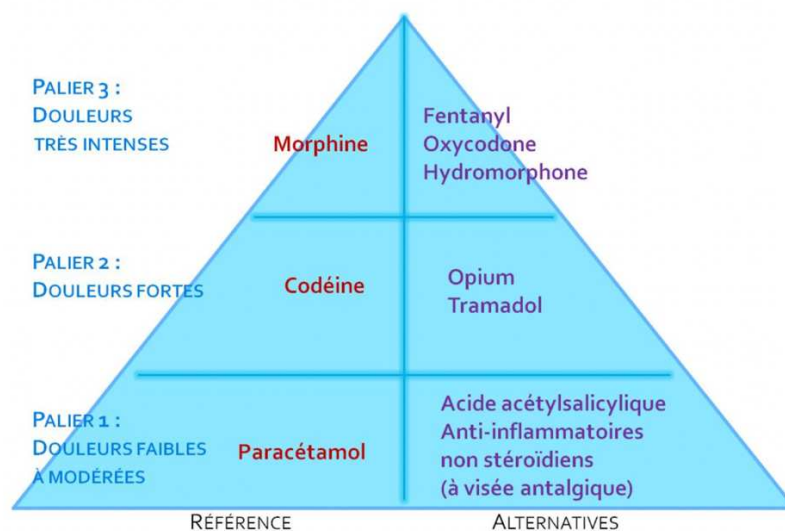 PALIER 3 :
DOULEURS
TRÈS INTENSES
Morphine
Fentanyl
Oxycodone
Hydromorphone
PALIER 2 :
DOULEURS FORTES
Codéine
Opium
Tramadol
PALIER 1 :
DOULEURS FAIBLES
À MODÉRÉES
Paracétamol
Acide acétylsalicylique
Anti-inflammatoires
non stéroïdiens
(à visée antalgique)
RÉFÉRENCE
ALTERNATIVES